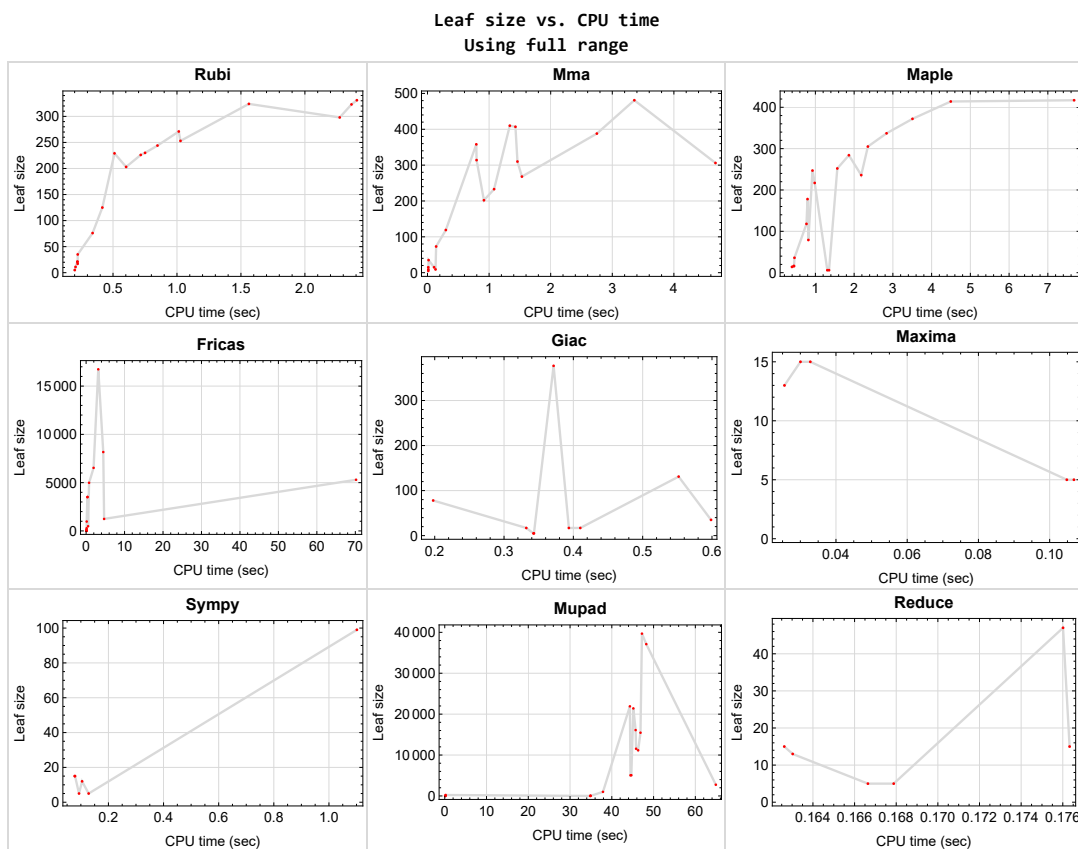 Leaf size vs. CPU time
Using full range
Rubi
Leaf size
300
250
200
150
100
50
0
0.5 1.0 1.5 2.0
CPU time (sec)
Mma
Leaf size
500
400
300
200
100
0
0 1 2 3 4
CPU time (sec)
Maple
Leaf size
400
300
200
100
0
1 2 3 4 5 6 7
CPU time (sec)
Fricas
Leaf size
15 000
10 000
5000
0
0 10 20 30 40 50 60 70
CPU time (sec)
Giac
Leaf size
300
200
100
0
0.2 0.3 0.4 0.5 0.6
CPU time (sec)
Maxima
Leaf size
15
10
5
0
0.04 0.06 0.08 0.10
CPU time (sec)
Sympy
Leaf size
100
80
60
40
20
0
0.2 0.4 0.6 0.8 1.0
CPU time (sec)
Mupad
Leaf size
40 000
30 000
20 000
10 000
0
0 10 20 30 40 50 60
CPU time (sec)
Reduce
Leaf size
40
30
20
10
0
0.164 0.166 0.168 0.170 0.172 0.174 0.176
CPU time (sec)